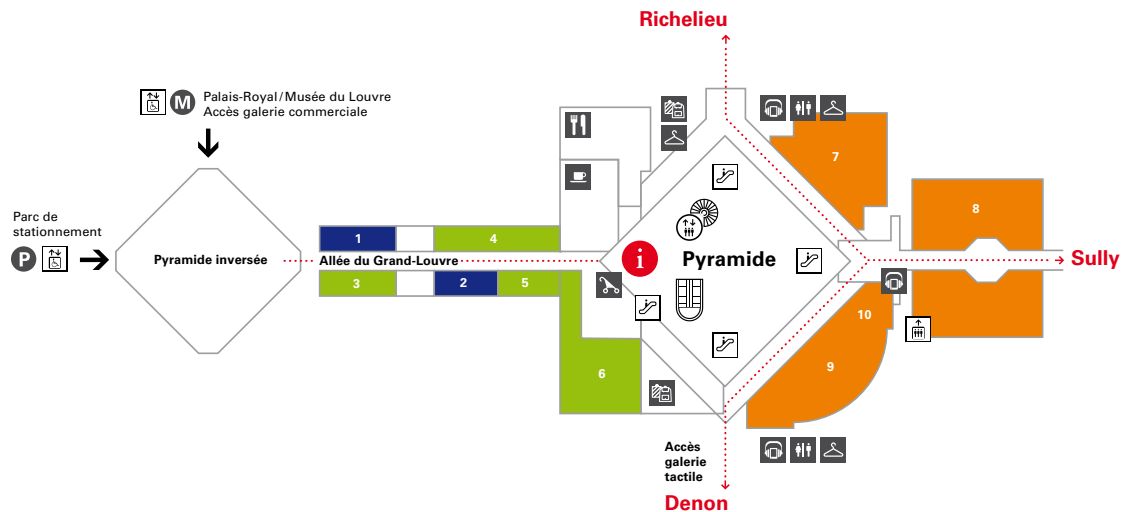 Richelieu
M
Palais-Royal/Musée du Louvre
Accès galerie commerciale
7
8
Parc de
stationnement
P
1
4
Pyramide inversée
Allée du Grand-Louvre
i
Pyramide
Sully
3
2
5
10
6
9
Accès
galerie
tactile
Denon